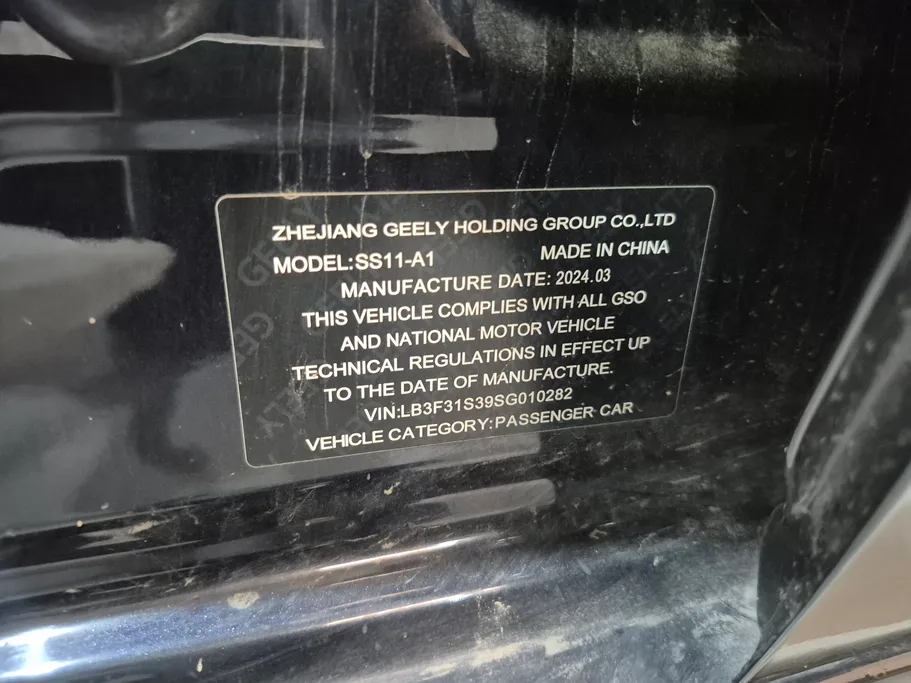 ZHEJIANG GEELY HOLDING GROUP CO.,LTD
MODEL:SS11-A1 MADE IN CHINA
MANUFACTURE DATE: 2024.03
THIS VEHICLE COMPLIES WITH ALL GSO
AND NATIONAL MOTOR VEHICLE
TECHNICAL REGULATIONS IN EFFECT UP
TO THE DATE OF MANUFACTURE.
VIN:LB3F31S39SG010282
VEHICLE CATEGORY:PASSENGER CAR